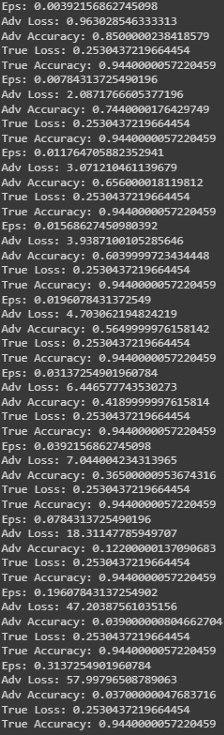 Eps: 0.00392156862745098
Adv Loss: 0.963028546333313
Adv Accuracy: 0.8500000238418579
True Loss: 0.2530437219664454
True Accuracy: 0.9440000057220459
Eps: 0.00784313725490196
Adv Loss: 2.0871766605377196
Adv Accuracy: 0.7440000176429749
True Loss: 0.2530437219664454
True Accuracy: 0.9440000057220459
Eps: 0.011764705882352941
Adv Loss: 3.071210461139679
Adv Accuracy: 0.656000018119812
True Loss: 0.2530437219664454
True Accuracy: 0.9440000057220459
Eps: 0.01568627450980392
Adv Loss: 3.9387100105285646
Adv Accuracy: 0.6039999723434448
True Loss: 0.2530437219664454
True Accuracy: 0.9440000057220459
Eps: 0.0196078431372549
Adv Loss: 4.703062194824219
Adv Accuracy: 0.5649999976158142
True Loss: 0.2530437219664454
True Accuracy: 0.9440000057220459
Eps: 0.03137254901960784
Adv Loss: 6.446577743530273
Adv Accuracy: 0.4189999997615814
True Loss: 0.2530437219664454
True Accuracy: 0.9440000057220459
Eps: 0.0392156862745098
Adv Loss: 7.044004234313965
Adv Accuracy: 0.36500000953674316
True Loss: 0.2530437219664454
True Accuracy: 0.9440000057220459
Eps: 0.0784313725490196
Adv Loss: 18.31147785949707
Adv Accuracy: 0.12200000137090683
True Loss: 0.2530437219664454
True Accuracy: 0.9440000057220459
Eps: 0.19607843137254902
Adv Loss: 47.20387561035156
Adv Accuracy: 0.039000000804662704
True Loss: 0.2530437219664454
True Accuracy: 0.9440000057220459
Eps: 0.3137254901960784
Adv Loss: 57.99796508789063
Adv Accuracy: 0.03700000047683716
True Loss: 0.2530437219664454
True Accuracy: 0.9440000057220459